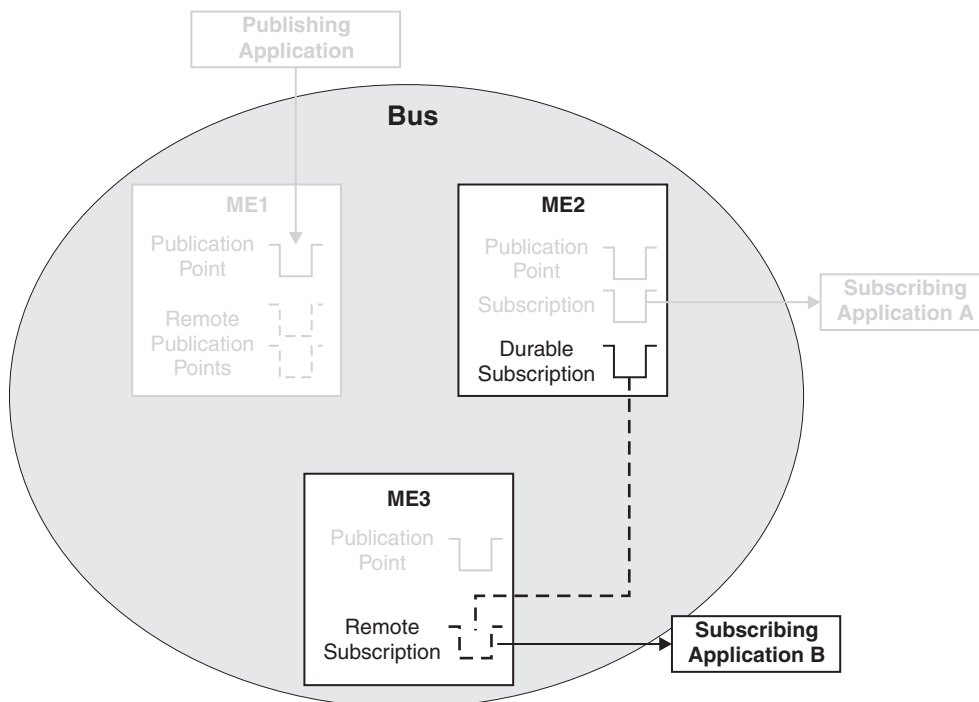 Publishing
Application
Bus
ME1
Publication
Point
Remote
Publication
Points
ME2
Publication
Point
Subscription
Durable
Subscription
Subscribing
Application A
ME3
Publication
Point
Remote
Subscription
Subscribing
Application B